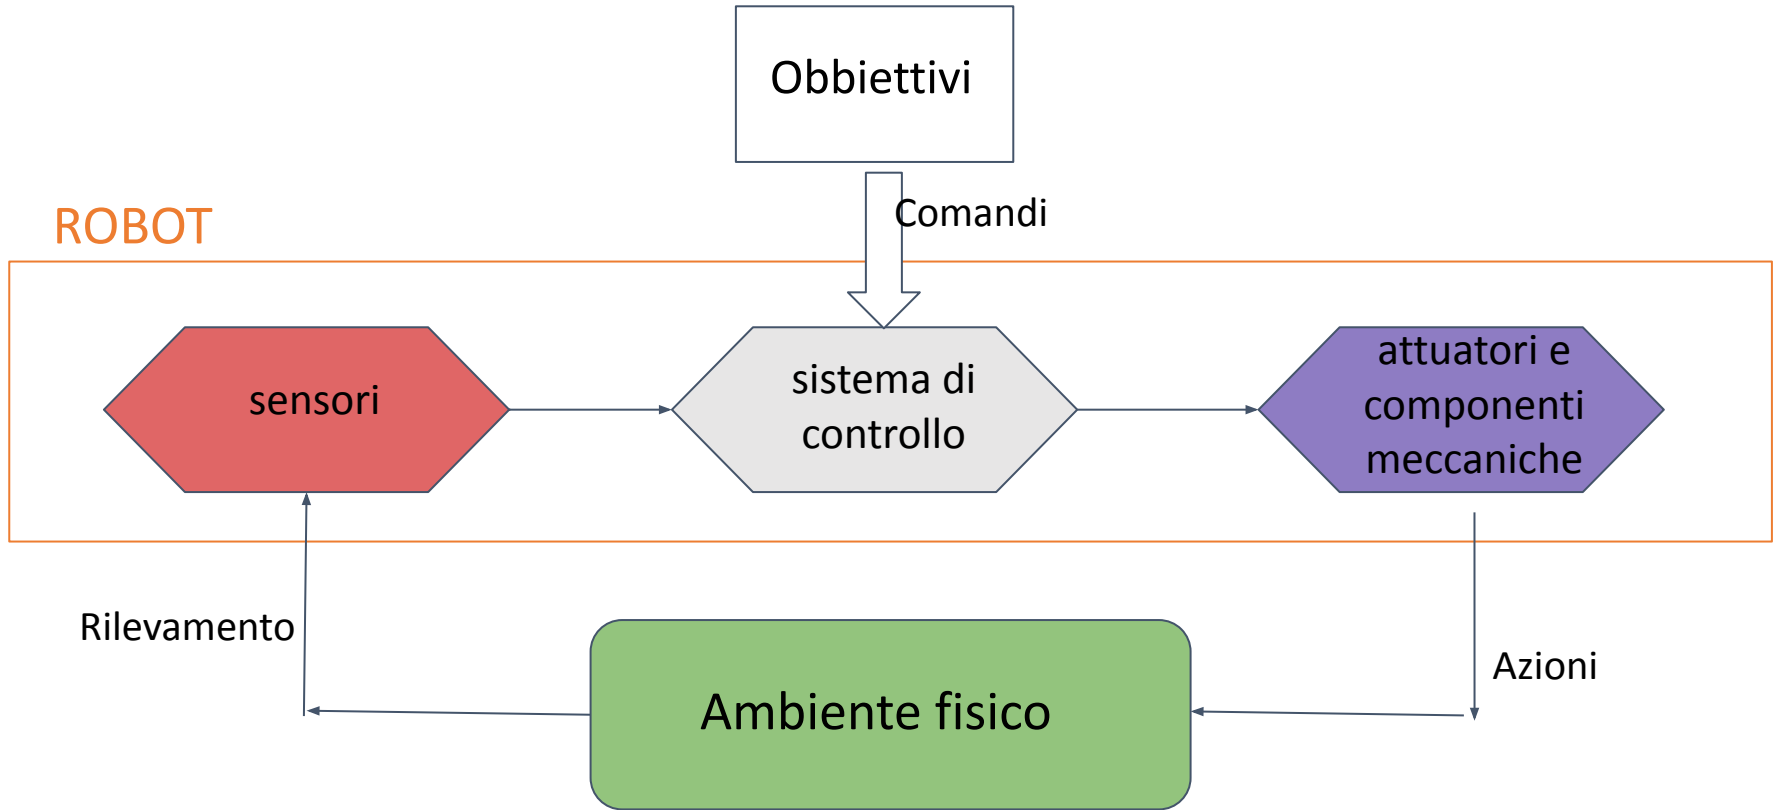 Obbiettivi
Comandi
ROBOT
sensori
sistema di
controllo
attuatori e
componenti
meccaniche
Rilevamento
Azioni
Ambiente fisico